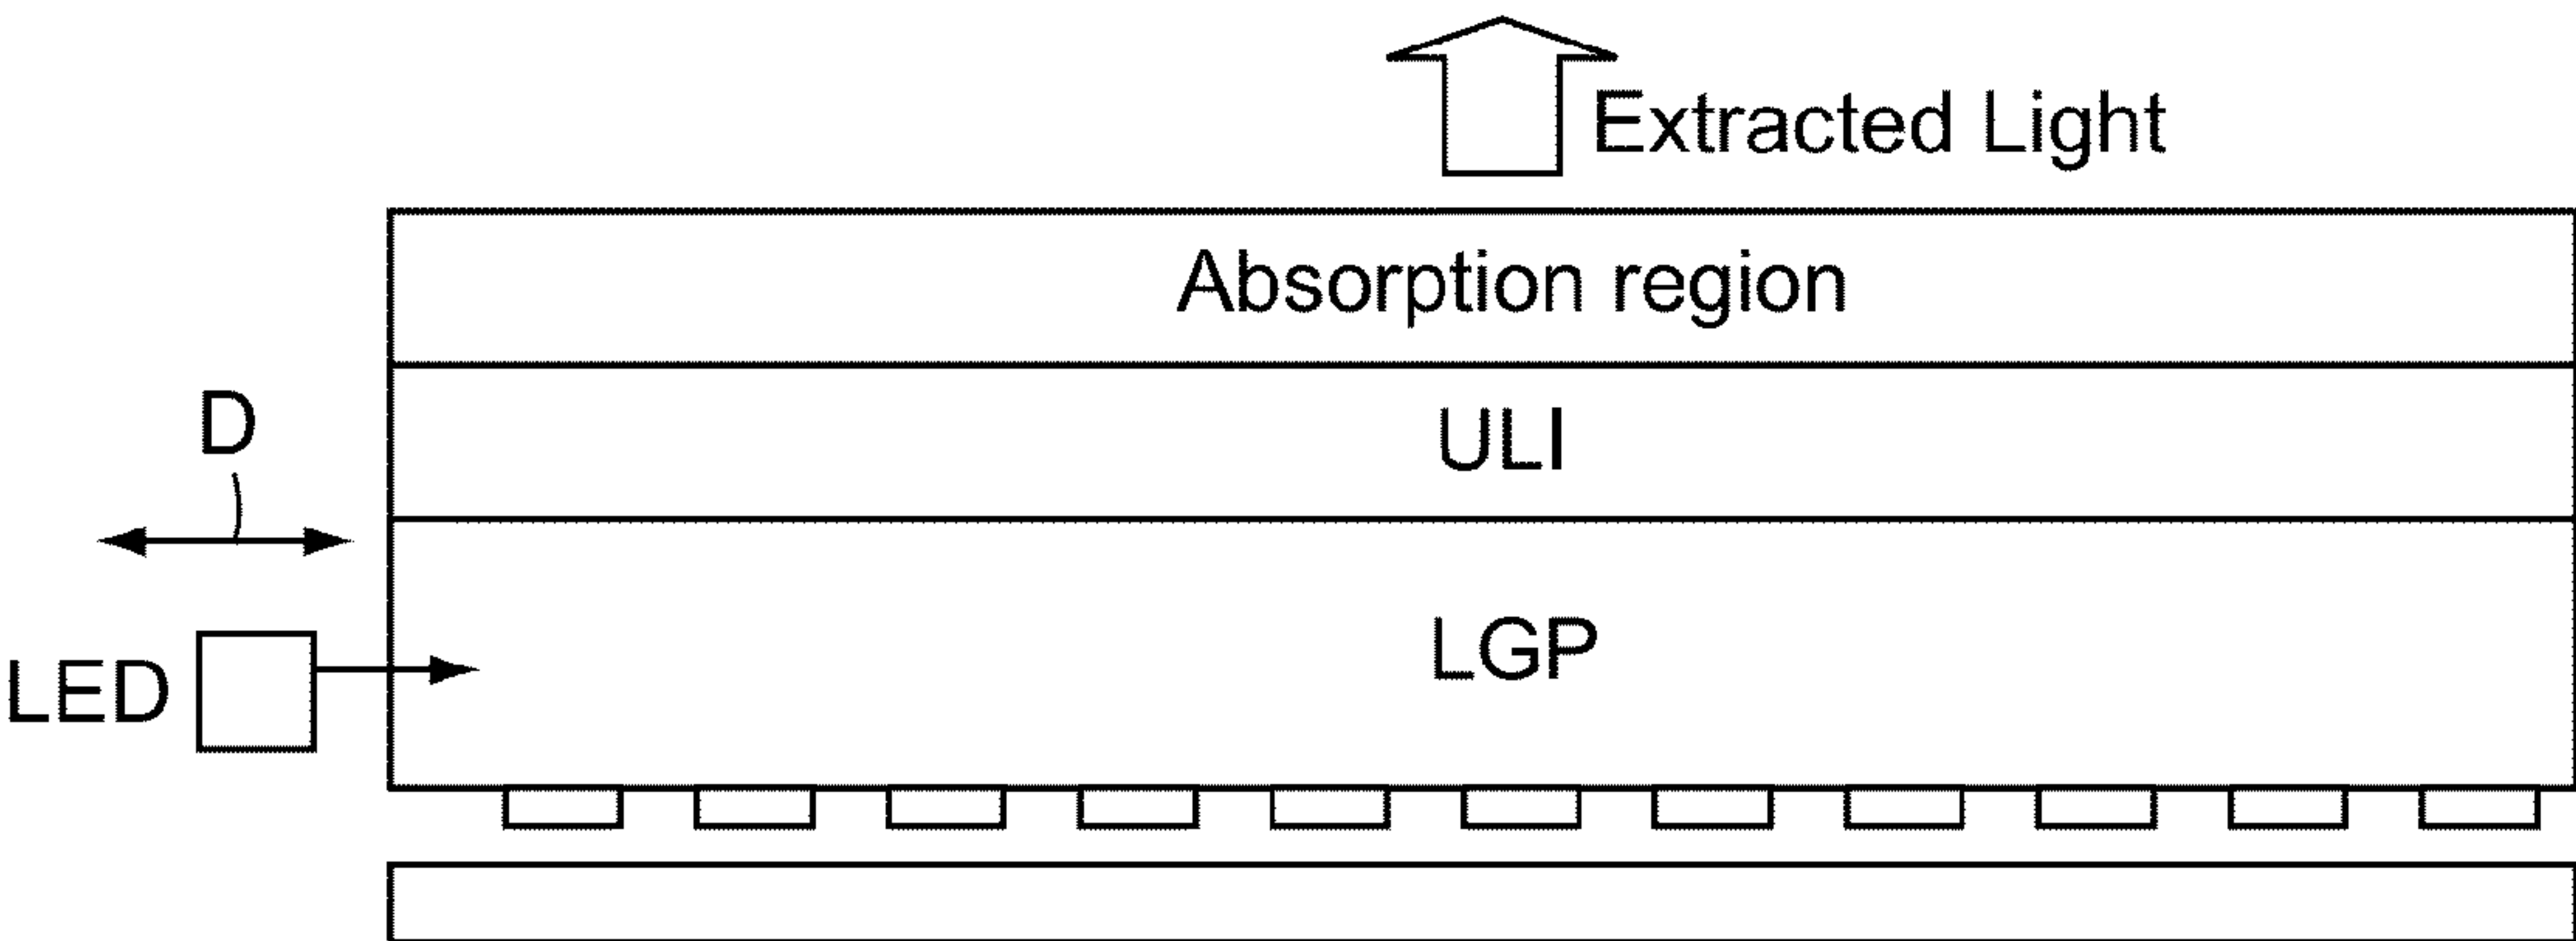 Extracted Light
Absorption region
ULI
D
LGP
LED